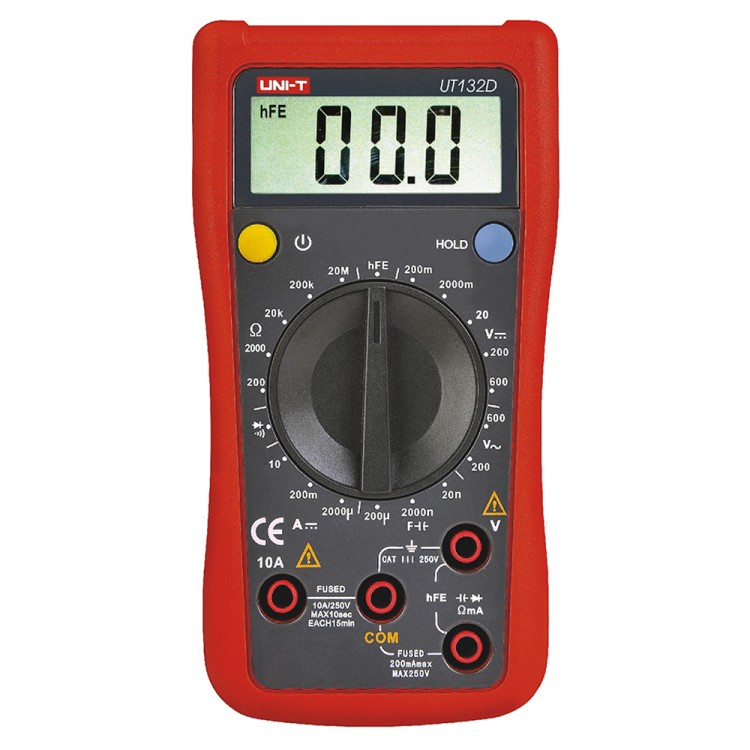 UNI-T
UT132D
hFE
00.0
HOLD
hFE
20M
200m
200k
2000m
20k
20
Ω
V⎓
2000
200
200
600
600
V~
10
200
200m
20n
2000µ
200µ
2000n
F
A⎓
CE
V
10A
CAT III 250V
FUSED
10A/250V
MAX10sec
EACH15min
hFE
ΩmA
COM
FUSED
200mAmax
MAX250V